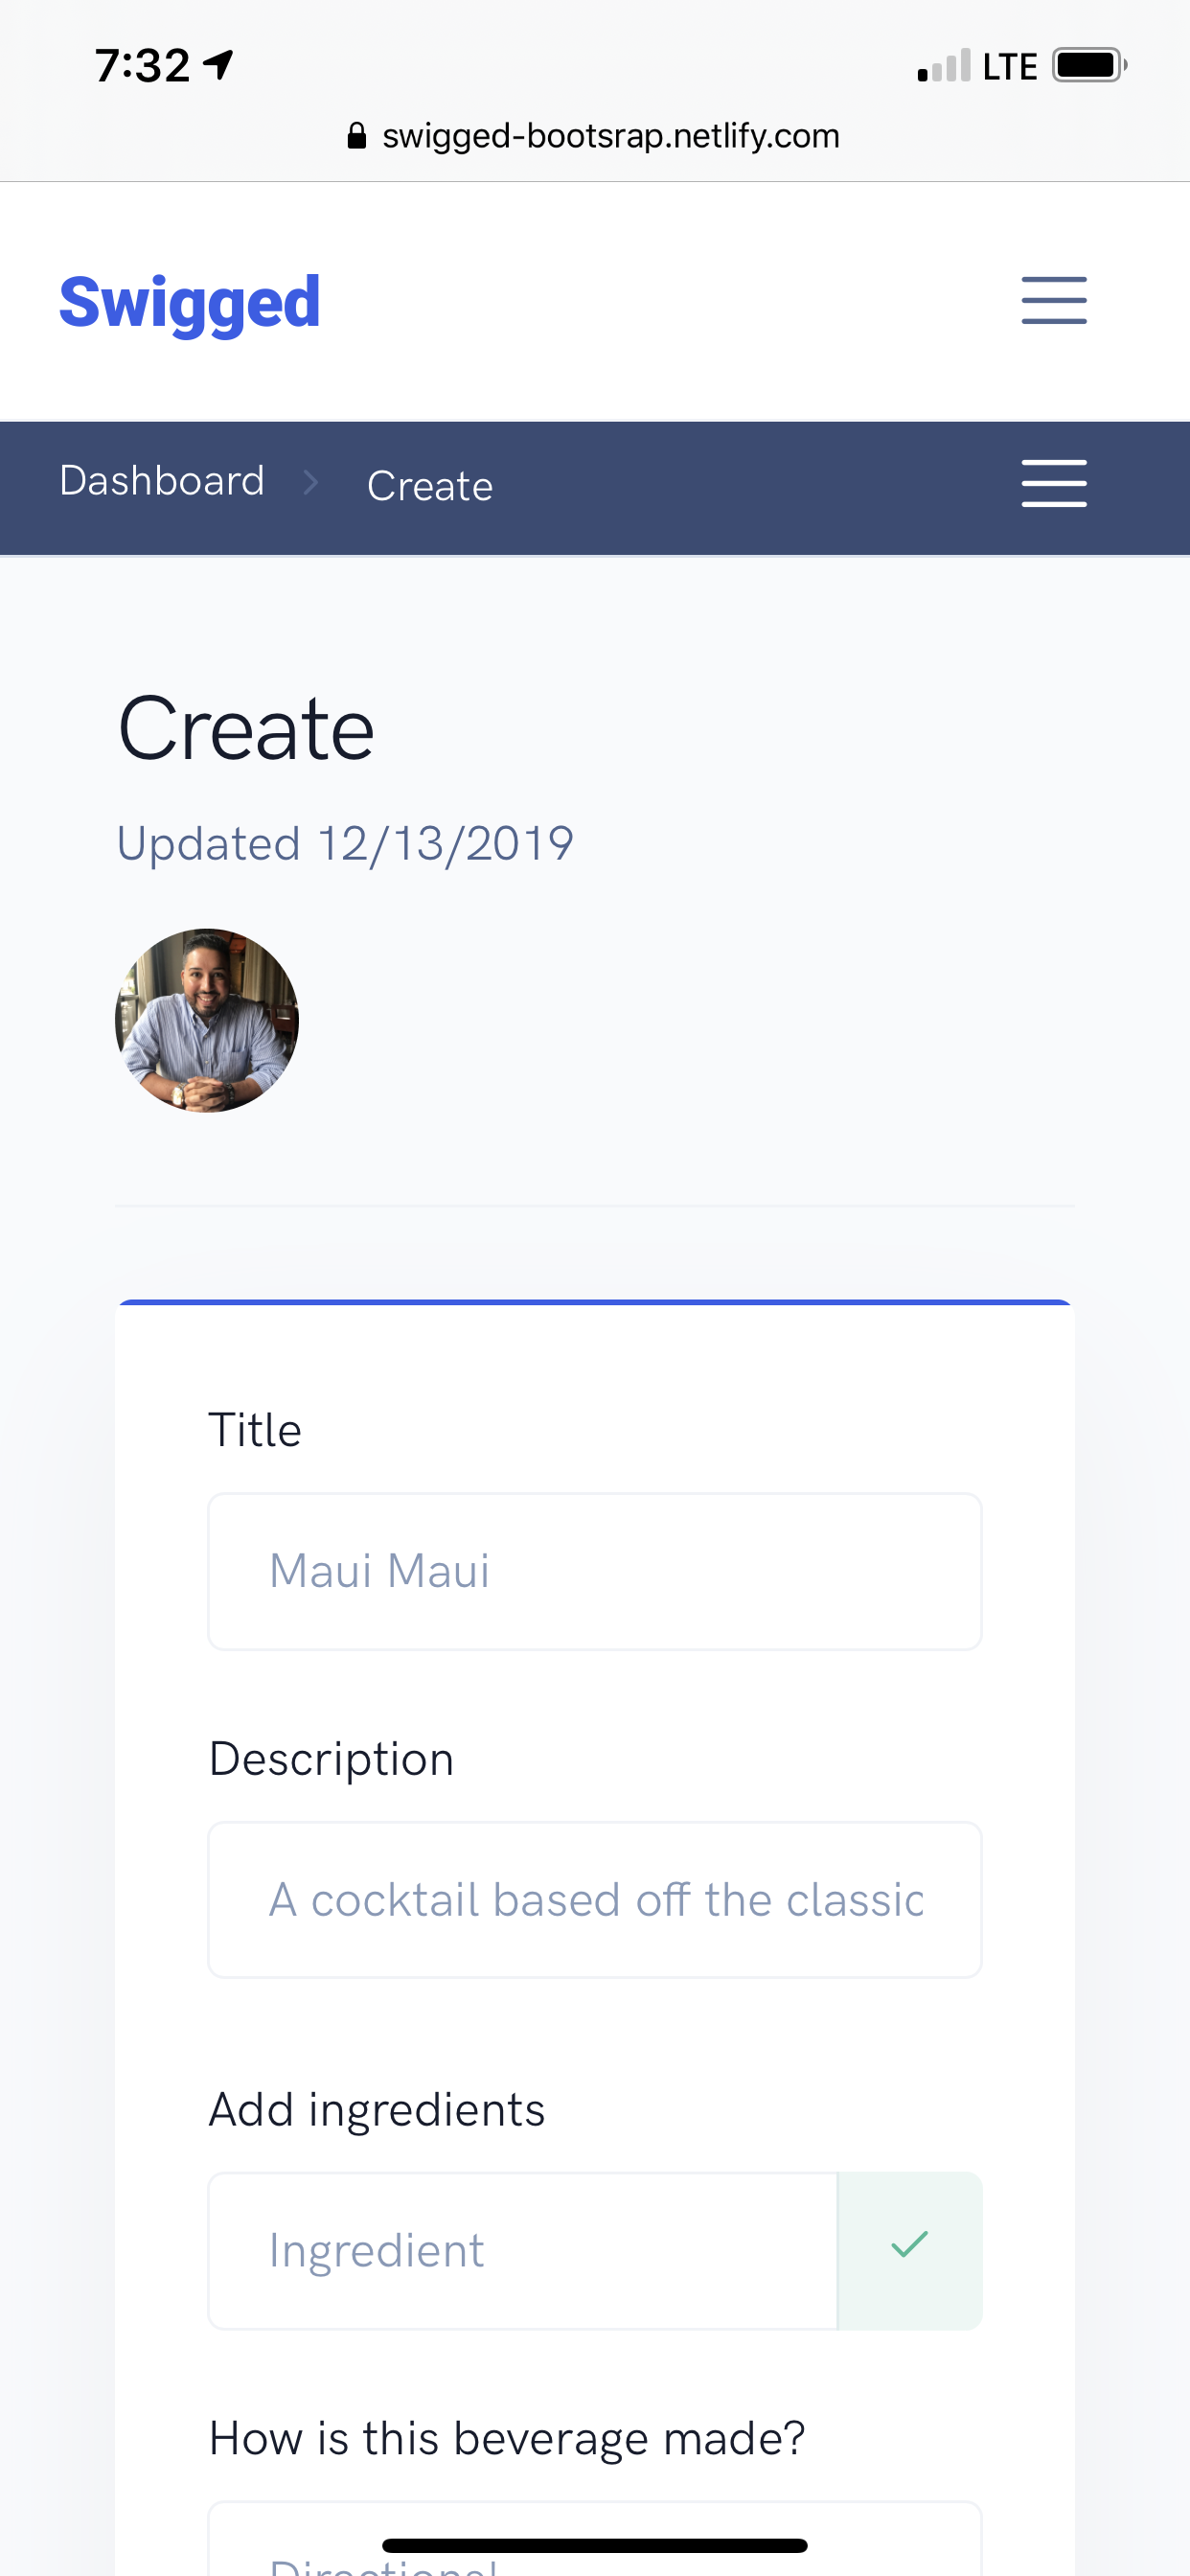 7:32 LTE
swigged-bootsrap.netlify.com
Swigged
Dashboard Create
Create
Updated 12/13/2019
Title
Maui Maui
Description
A cocktail based off the classic
Add ingredients
Ingredient
How is this beverage made?
Directions!